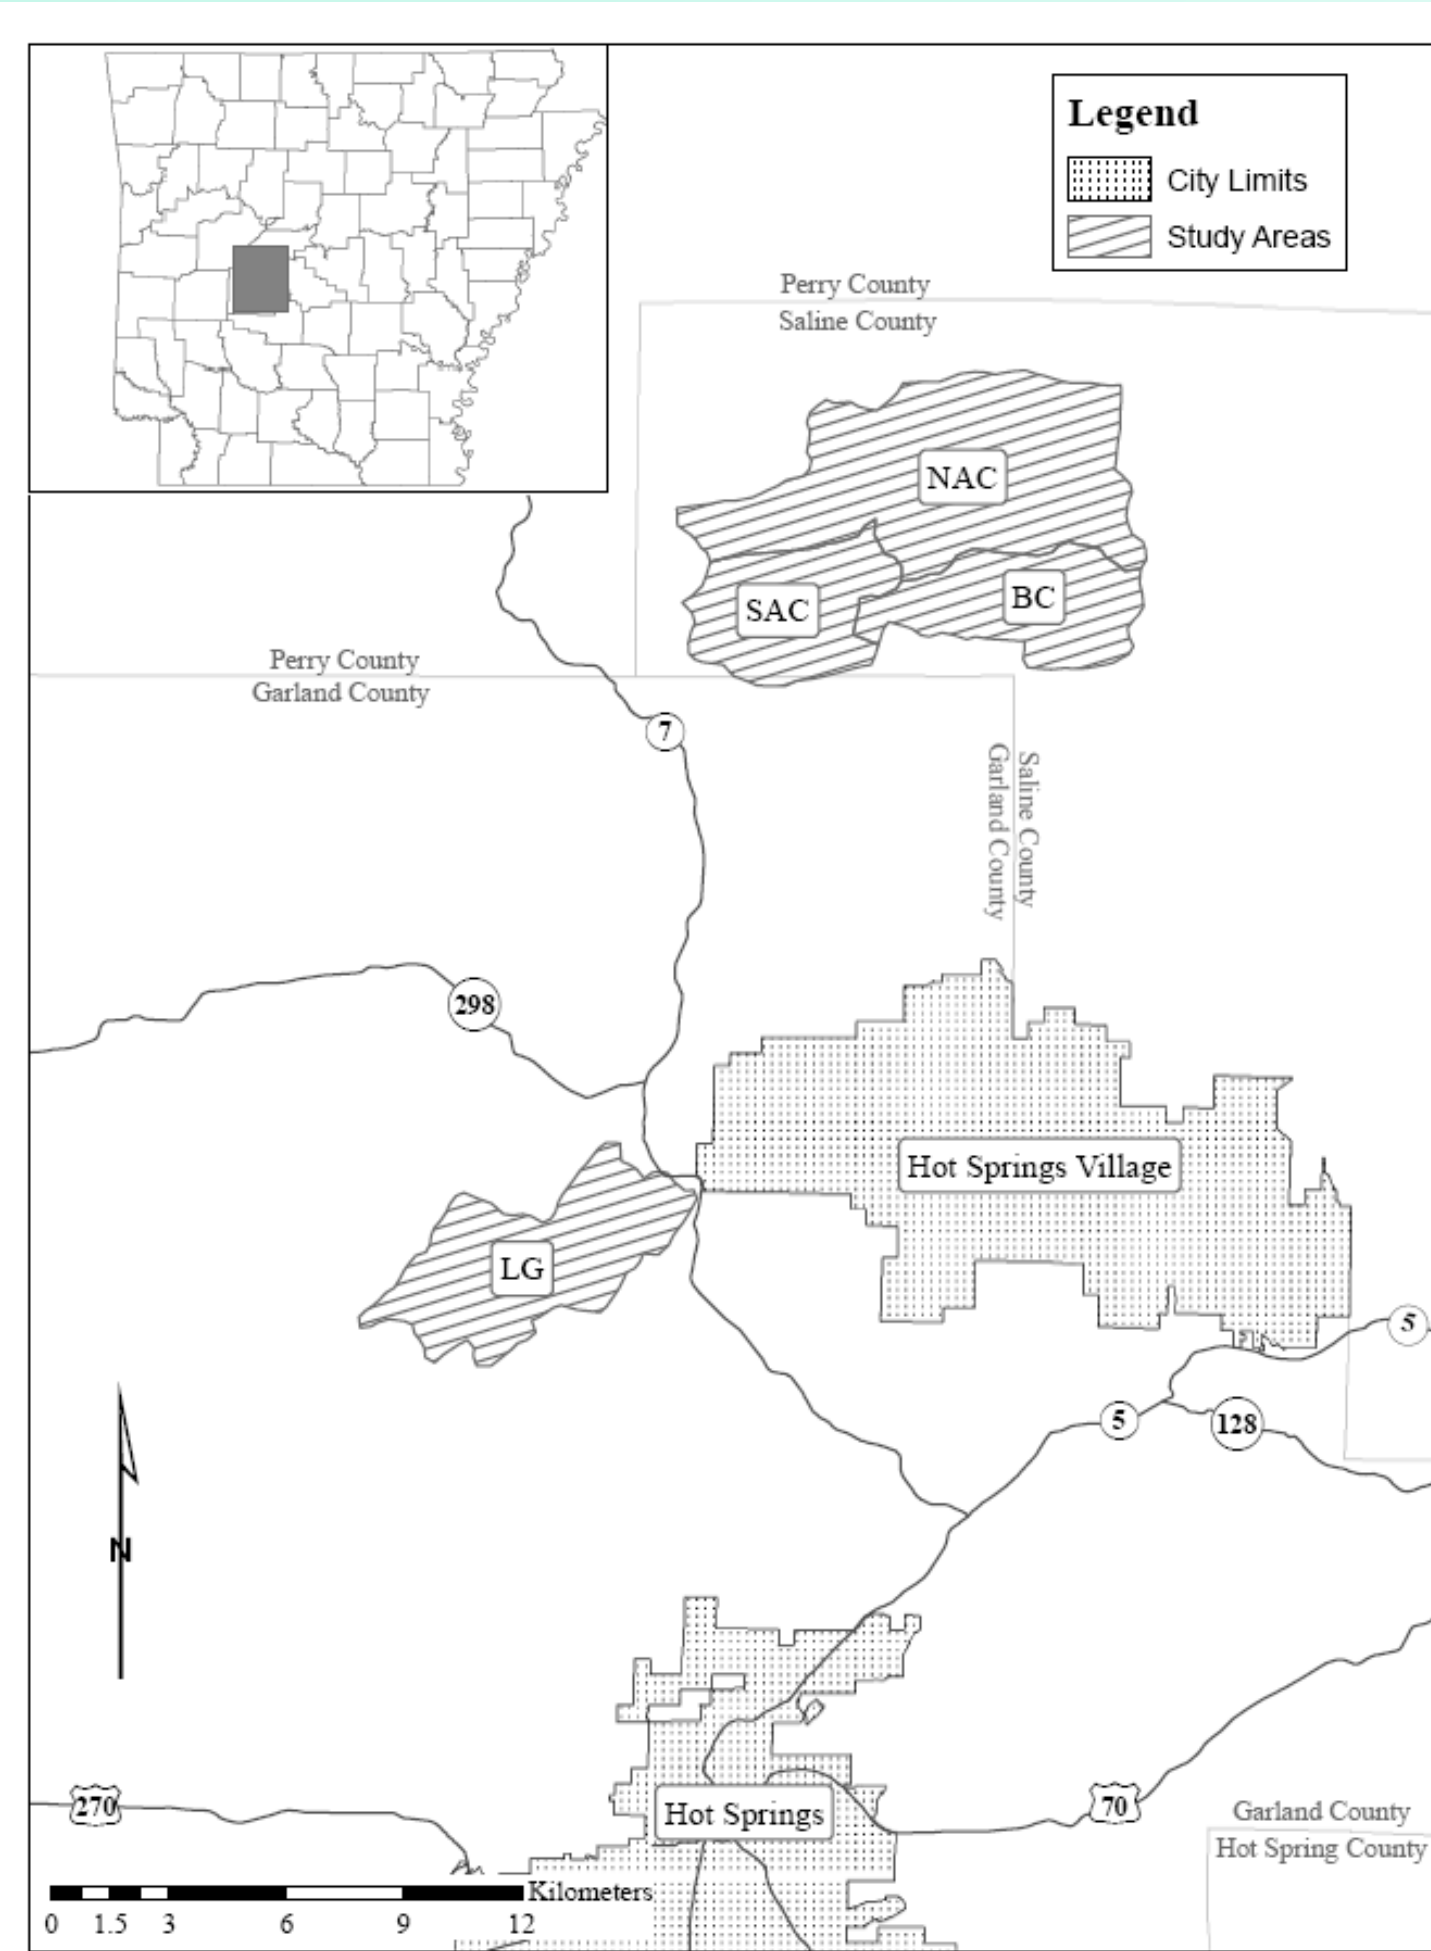 Legend
City Limits
Study Areas
Perry County
Saline County
NAC
SAC
BC
Perry County
Garland County
7
Saline County
Garland County
298
Hot Springs Village
LG
5
5
128
N
270
Hot Springs
70
Garland County
Hot Spring County
Kilometers
0 1.5 3 6 9 12